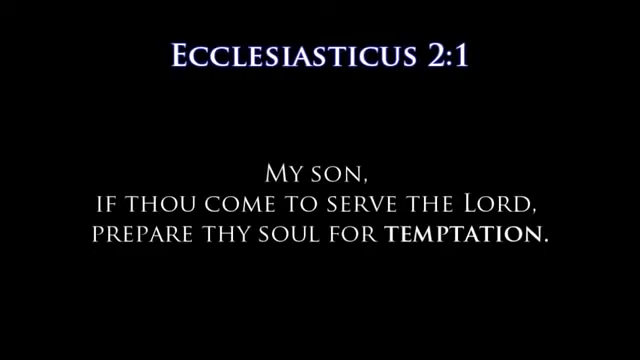 Ecclesiasticus 2:1
My son,
if thou come to serve the Lord,
prepare thy soul for temptation.